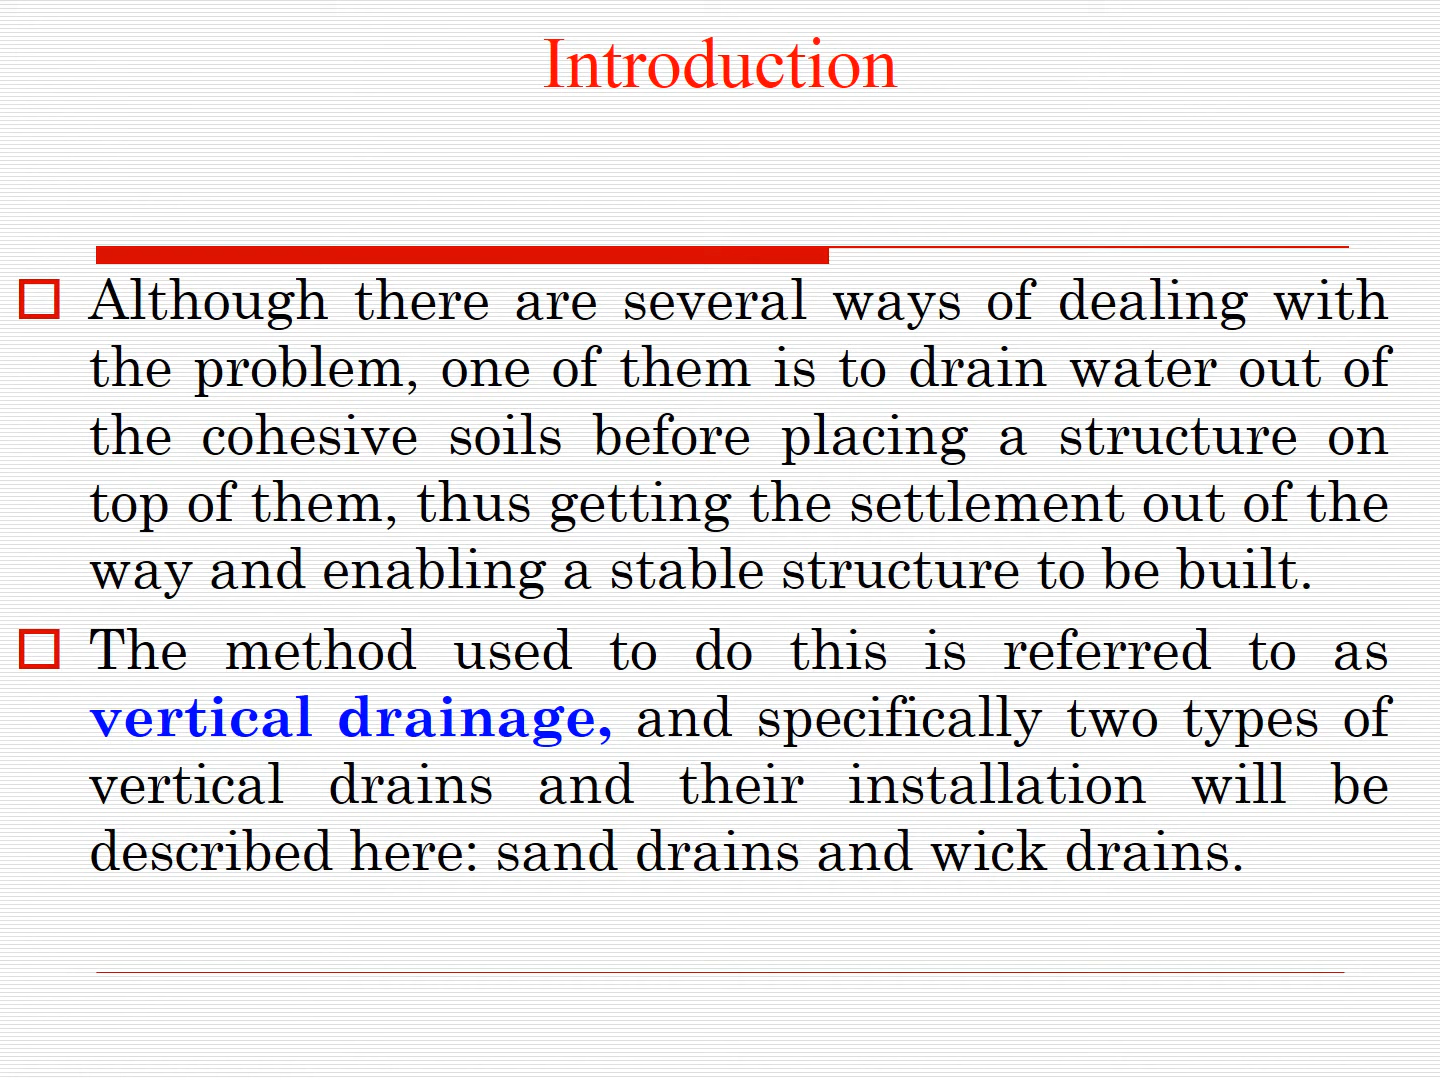 Introduction
Although there are several ways of dealing with
the problem, one of them is to drain water out of
the cohesive soils before placing a structure on
top of them, thus getting the settlement out of the
way and enabling a stable structure to be built.
The method used to do this is referred to as
vertical drainage, and specifically two types of
vertical drains and their installation will be
described here: sand drains and wick drains.